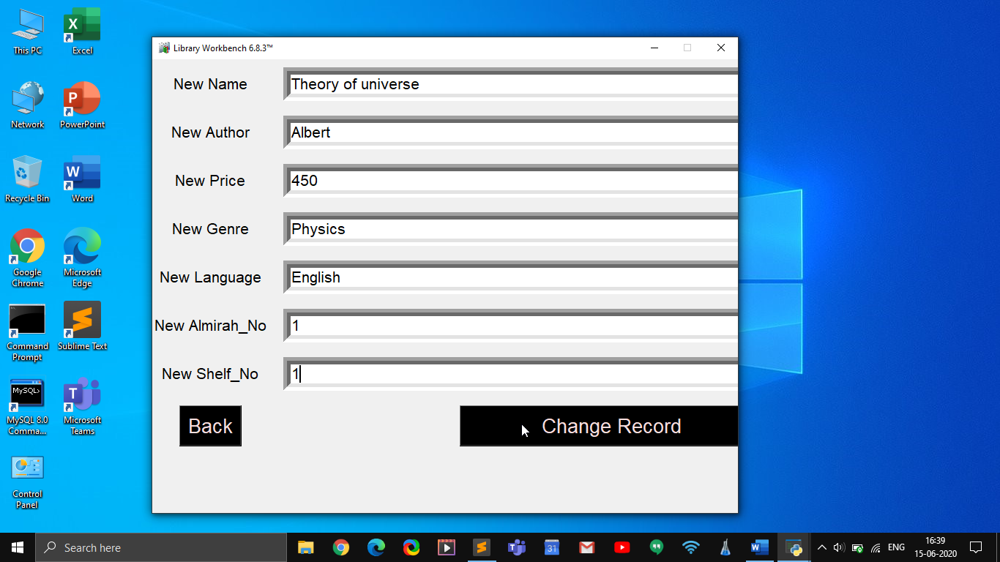 This PC
Excel
Network
PowerPoint
Recycle Bin
Word
Google
Chrome
Microsoft
Edge
Command
Prompt
Sublime Text
MySQL>
MySQL 8.0
Comma...
Microsoft
Teams
Control
Panel
Library Workbench 6.8.3™
New Name
Theory of universe
New Author
Albert
New Price
450
New Genre
Physics
New Language
English
New Almirah_No
1
New Shelf_No
1
Back
Change Record
Search here
31
ENG
16:39
15-06-2020